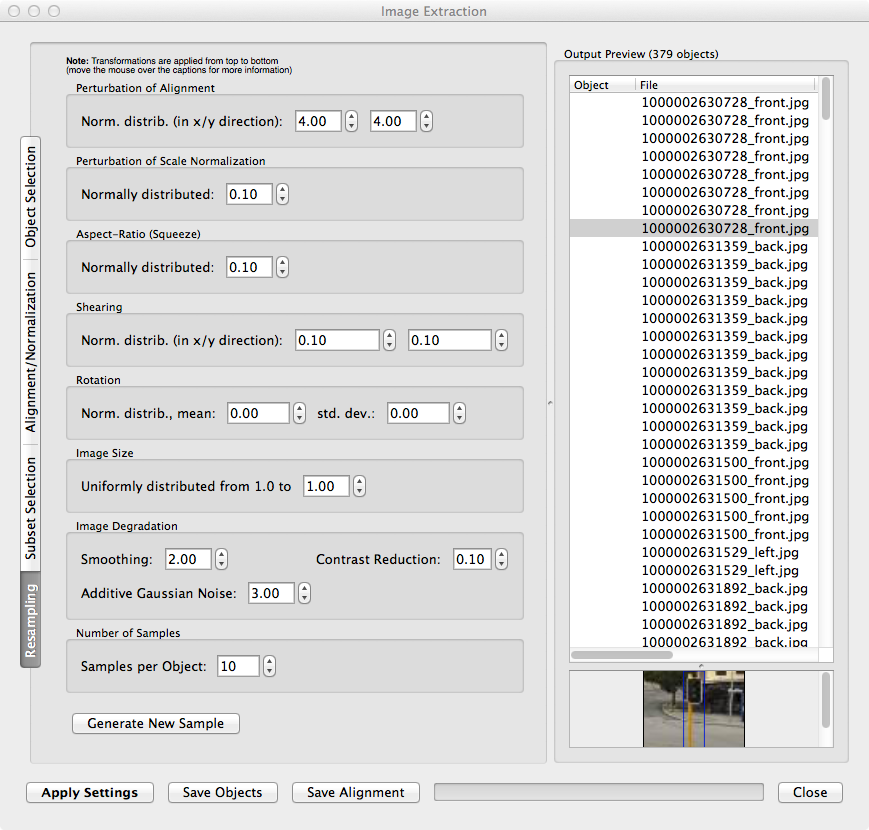 Image Extraction
Note: Transformations are applied from top to bottom
(move the mouse over the captions for more information)
Perturbation of Alignment
Norm. distrib. (in x/y direction): 4.00 4.00
Perturbation of Scale Normalization
Normally distributed: 0.10
Aspect-Ratio (Squeeze)
Normally distributed: 0.10
Shearing
Norm. distrib. (in x/y direction): 0.10 0.10
Rotation
Norm. distrib., mean: 0.00 std. dev.: 0.00
Image Size
Uniformly distributed from 1.0 to 1.00
Image Degradation
Smoothing: 2.00 Contrast Reduction: 0.10
Additive Gaussian Noise: 3.00
Number of Samples
Samples per Object: 10
Generate New Sample
Object Selection
Alignment/Normalization
Subset Selection
Resampling
Output Preview (379 objects)
Object File
1000002630728_front.jpg
1000002630728_front.jpg
1000002630728_front.jpg
1000002630728_front.jpg
1000002630728_front.jpg
1000002630728_front.jpg
1000002630728_front.jpg
1000002630728_front.jpg
1000002631359_back.jpg
1000002631359_back.jpg
1000002631359_back.jpg
1000002631359_back.jpg
1000002631359_back.jpg
1000002631359_back.jpg
1000002631359_back.jpg
1000002631359_back.jpg
1000002631359_back.jpg
1000002631359_back.jpg
1000002631359_back.jpg
1000002631359_back.jpg
1000002631500_front.jpg
1000002631500_front.jpg
1000002631500_front.jpg
1000002631500_front.jpg
1000002631500_front.jpg
1000002631529_left.jpg
1000002631529_left.jpg
1000002631892_back.jpg
1000002631892_back.jpg
1000002631892_back.jpg
1000002631892_back.jpg
Apply Settings Save Objects Save Alignment Close